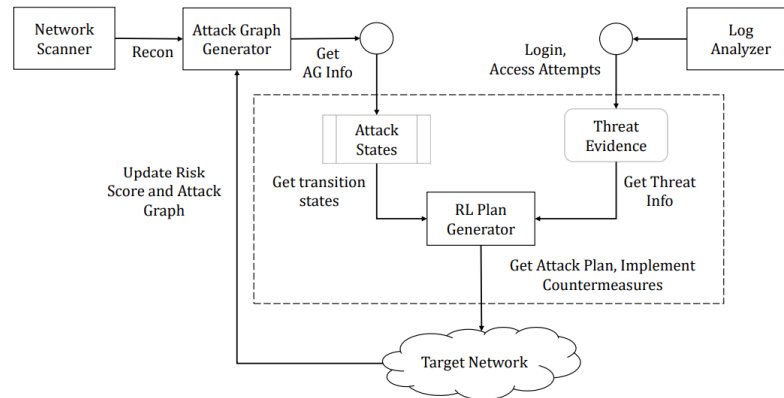 Network
Scanner
Recon
Attack Graph
Generator
Get
AG Info
Login,
Access Attempts
Log
Analyzer
Attack
States
Threat
Evidence
Update Risk
Score and Attack
Graph
Get transition
states
Get Threat
Info
RL Plan
Generator
Get Attack Plan, Implement
Countermeasures
Target Network